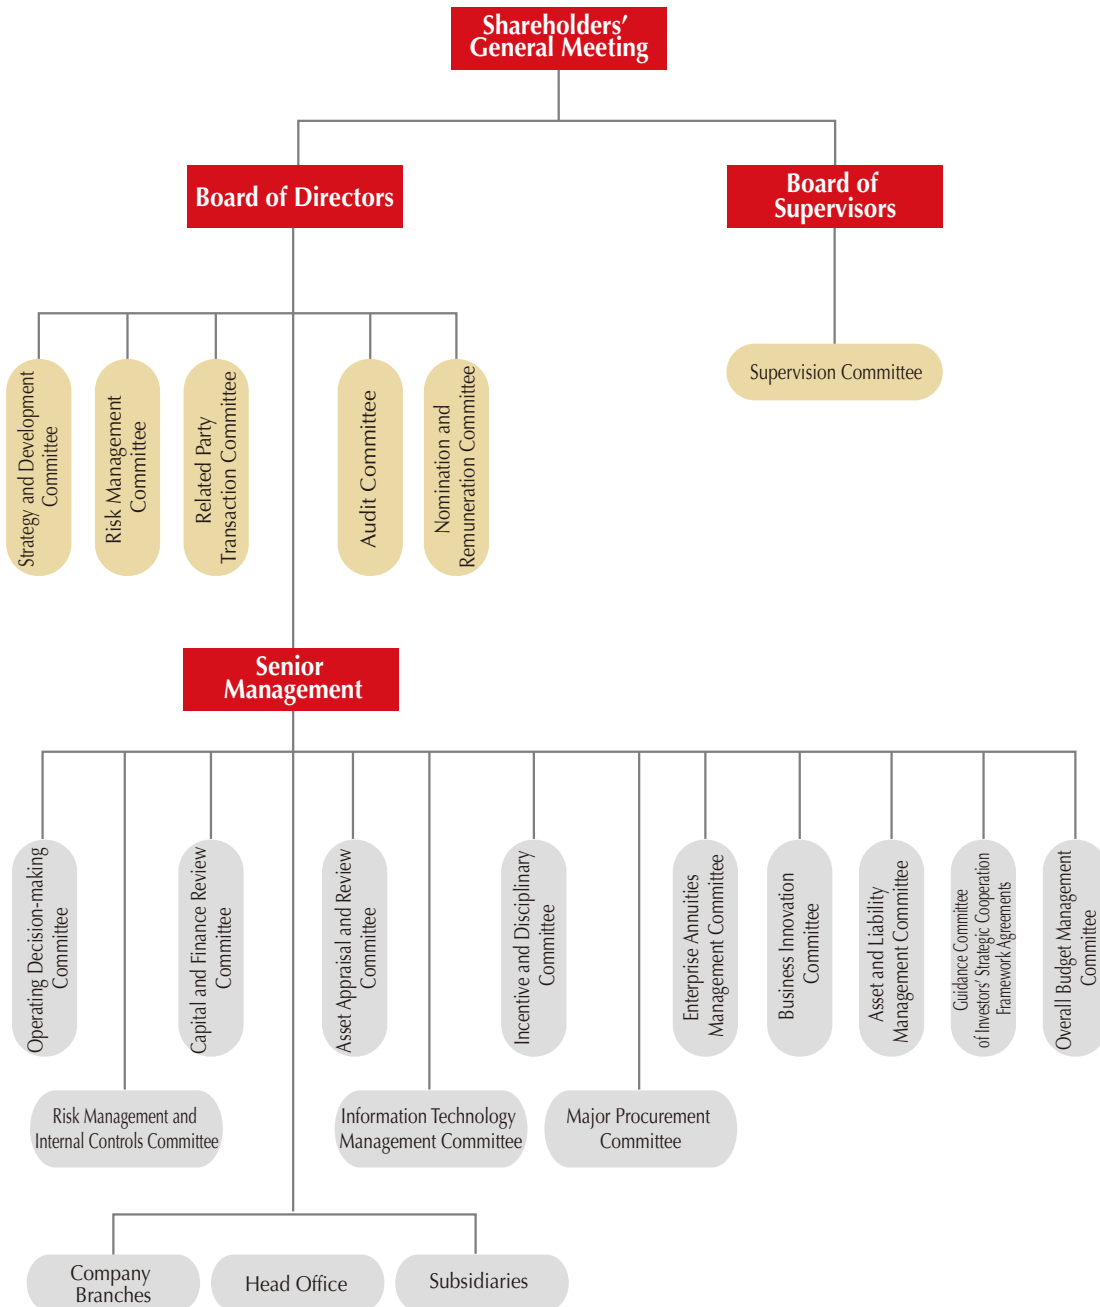 Shareholders’
General Meeting
Board of Directors
Board of
Supervisors
Strategy and Development
Committee
Risk Management
Committee
Related Party
Transaction Committee
Audit Committee
Nomination and
Remuneration Committee
Supervision Committee
Senior
Management
Operating Decision-making
Committee
Capital and Finance Review
Committee
Asset Appraisal and Review
Committee
Incentive and Disciplinary
Committee
Enterprise Annuities
Management Committee
Business Innovation
Committee
Asset and Liability
Management Committee
Guidance Committee
of Investors’ Strategic Cooperation
Framework Agreements
Overall Budget Management
Committee
Risk Management and
Internal Controls Committee
Information Technology
Management Committee
Major Procurement
Committee
Company
Branches
Head Office
Subsidiaries